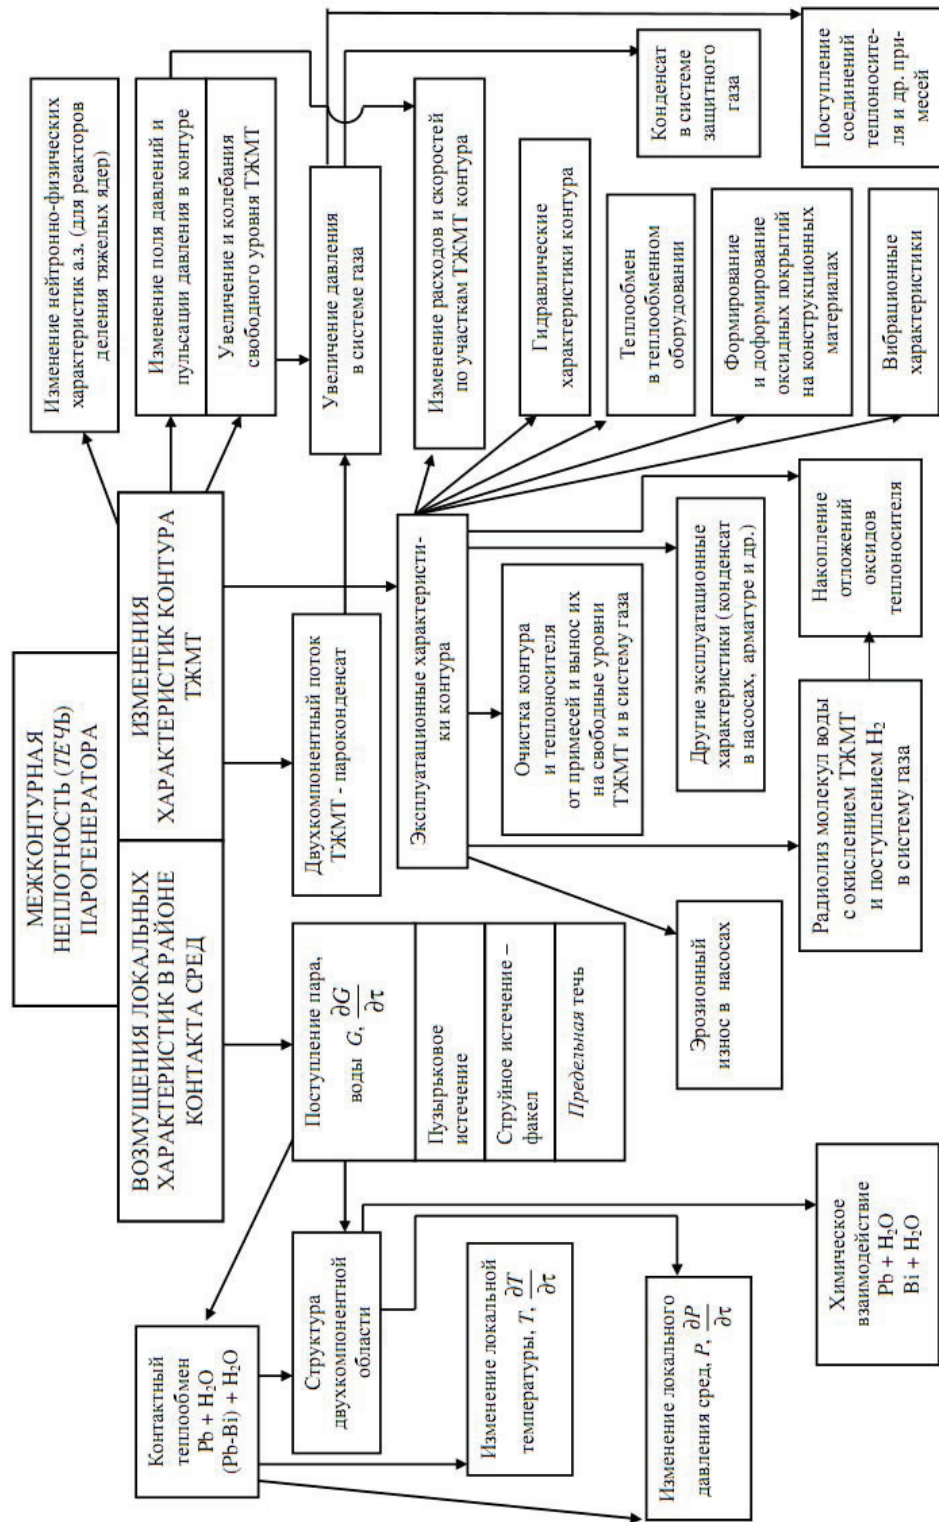 МЕЖКОНТУРНАЯ
НЕПЛОТНОСТЬ (ТЕЧЬ)
ПАРОГЕНЕРАТОРА
ВОЗМУЩЕНИЯ ЛОКАЛЬНЫХ
ХАРАКТЕРИСТИК В РАЙОНЕ
КОНТАКТА СРЕД
ИЗМЕНЕНИЯ
ХАРАКТЕРИСТИК КОНТУРА
ТЖМТ
Контактный
теплообмен
Pb + H₂O
(Pb-Bi) + H₂O
Структура
двухкомпонентной
области
Изменение локальной
температуры, T, ∂T/∂τ
Изменение локального
давления сред, P, ∂P/∂τ
Химическое
взаимодействие
Pb + H₂O
Bi + H₂O
Поступление пара,
воды G, ∂G/∂τ
Пузырьковое
истечение
Струйное истечение –
факел
Предельная течь
Двухкомпонентный поток
ТЖМТ - пароконденсат
Эксплуатационные характеристи-
ки контура
Очистка контура
и теплоносителя
от примесей и вынос их
на свободные уровни
ТЖМТ и в систему газа
Эрозионный
износ в насосах
Другие эксплуатационные
характеристики (конденсат
в насосах, арматуре и др.)
Радиолиз молекул воды
с окислением ТЖМТ
и поступлением H₂
в систему газа
Накопление
отложений
оксидов
теплоносителя
Изменение нейтронно-физических
характеристик а.з. (для реакторов
деления тяжелых ядер)
Изменение поля давлений и
пульсации давления в контуре
Увеличение и колебания
свободного уровня ТЖМТ
Увеличение давления
в системе газа
Изменение расходов и скоростей
по участкам ТЖМТ контура
Гидравлические
характеристики контура
Теплообмен
в теплообменном
оборудовании
Формирование
и доформирование
оксидных покрытий
на конструкционных
материалах
Вибрационные
характеристики
Конденсат
в системе
защитного
газа
Поступление
соединений
теплоносите-
ля и др. при-
месей